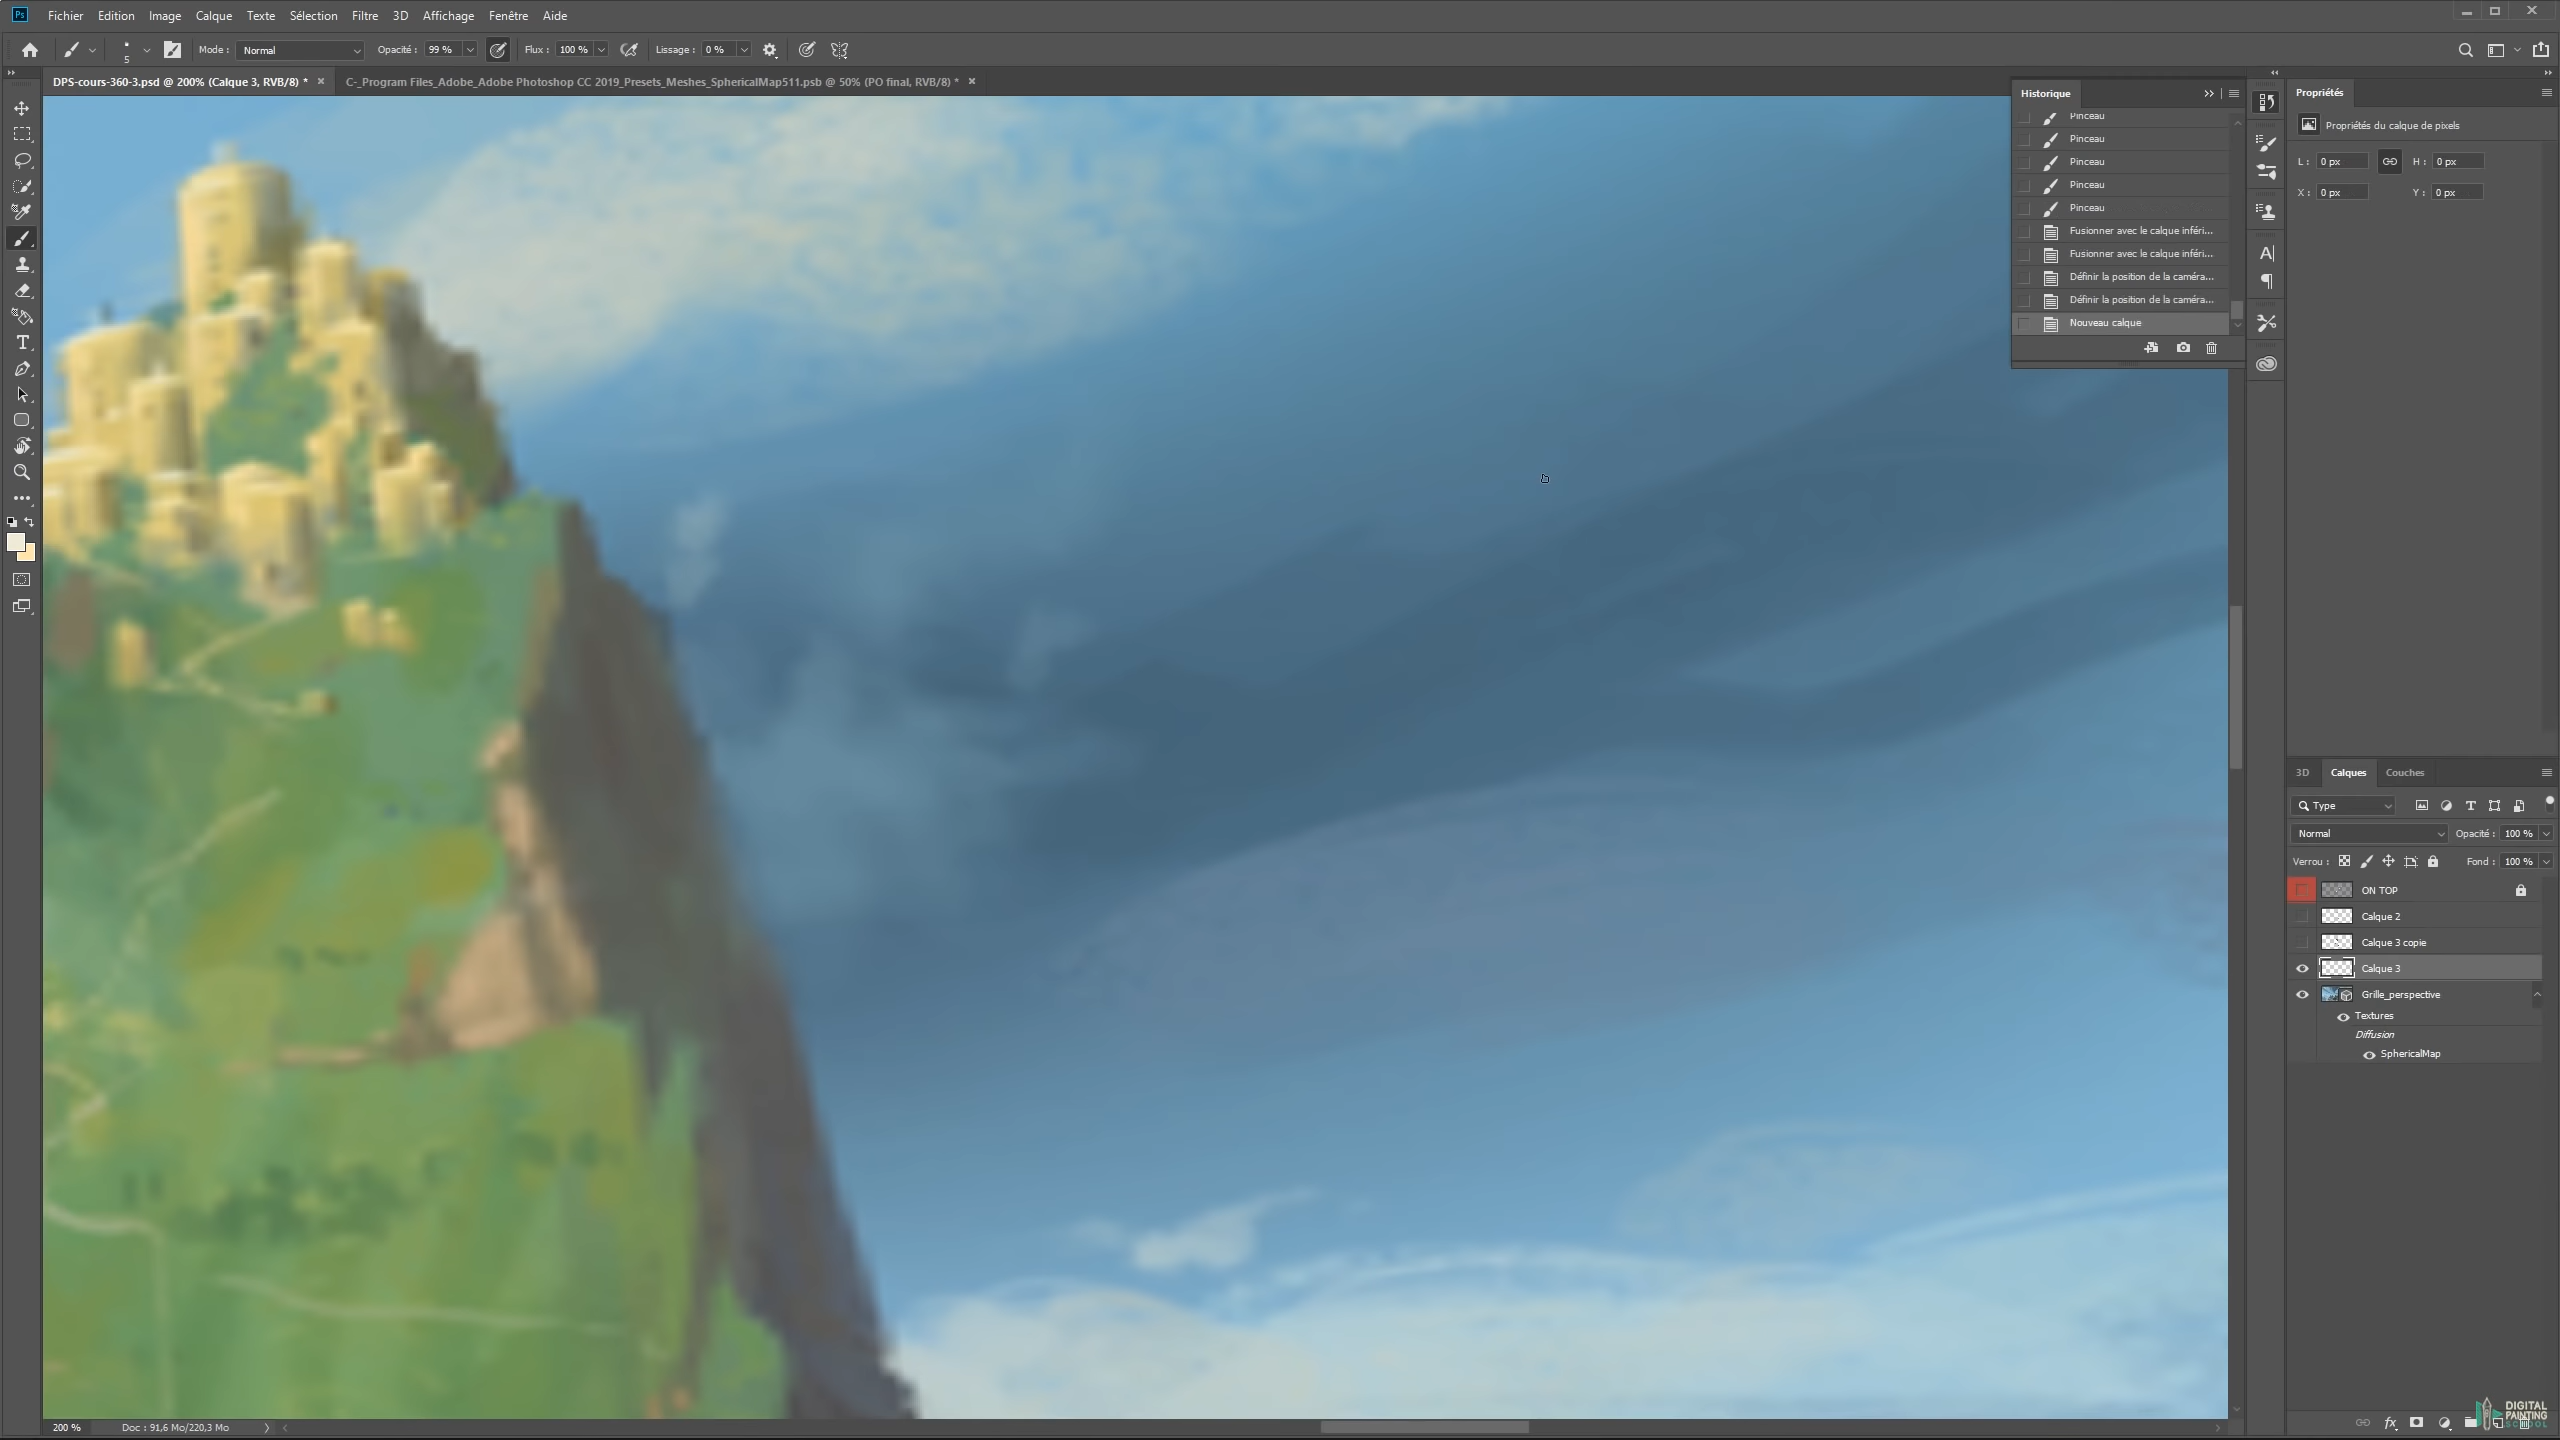 Ps Fichier Edition Image Calque Texte Sélection Filtre 3D Affichage Fenêtre Aide
5 Mode : Normal Opacité : 99 % Flux : 100 % Lissage : 0 %
DPS-cours-360-3.psd @ 200% (Calque 3, RVB/8) * C-_Program Files_Adobe_Adobe Photoshop CC 2019_Presets_Meshes_SphericalMap511.psb @ 50% (PO final, RVB/8) *
Historique
Pinceau
Pinceau
Pinceau
Pinceau
Pinceau
Fusionner avec le calque inféri...
Fusionner avec le calque inféri...
Définir la position de la caméra...
Définir la position de la caméra...
Nouveau calque
Propriétés
Propriétés du calque de pixels
L : 0 px H : 0 px
X : 0 px Y : 0 px
3D Calques Couches
Type
Normal Opacité : 100 %
Verrou : Fond : 100 %
ON TOP
Calque 2
Calque 3 copie
Calque 3
Grille_perspective
Textures
Diffusion
SphericalMap
fx
DIGITAL
PAINTING
SCHOOL
200 % Doc : 91,6 Mo/220,3 Mo